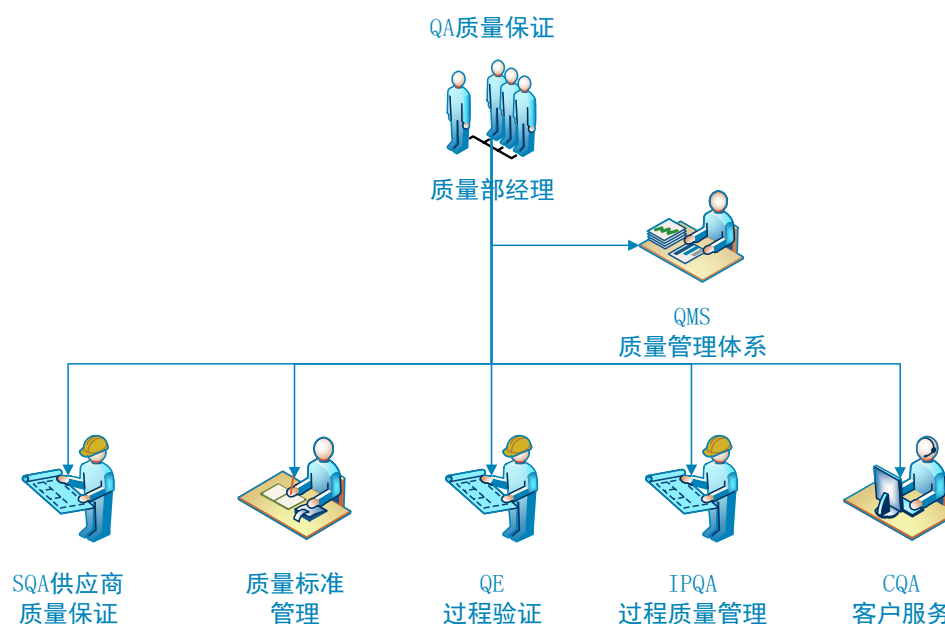 QA质量保证
质量部经理
QMS
质量管理体系
SQA供应商
质量保证
质量标准
管理
QE
过程验证
IPQA
过程质量管理
CQA
客户服务